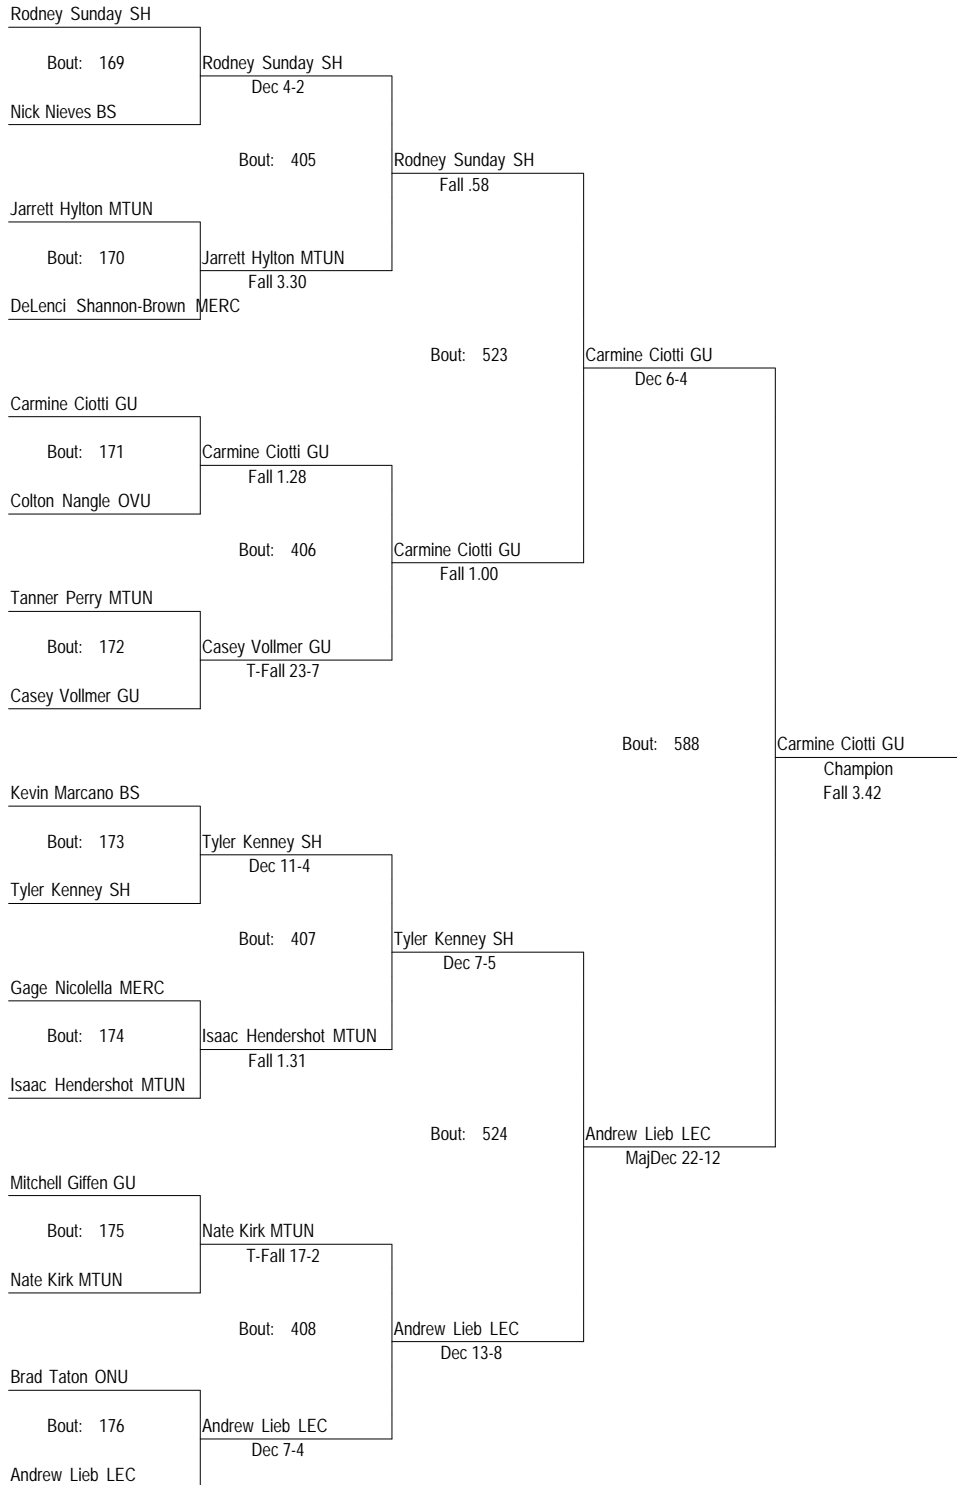 Rodney Sunday SH
Bout: 169
Rodney Sunday SH
Dec 4-2
Nick Nieves BS
Bout: 405
Rodney Sunday SH
Fall .58
Jarrett Hylton MTUN
Bout: 170
Jarrett Hylton MTUN
Fall 3.30
DeLenci Shannon-Brown MERC
Bout: 523
Carmine Ciotti GU
Dec 6-4
Carmine Ciotti GU
Bout: 171
Carmine Ciotti GU
Fall 1.28
Colton Nangle OVU
Bout: 406
Carmine Ciotti GU
Fall 1.00
Tanner Perry MTUN
Bout: 172
Casey Vollmer GU
T-Fall 23-7
Casey Vollmer GU
Bout: 588
Carmine Ciotti GU
Champion
Fall 3.42
Kevin Marcano BS
Bout: 173
Tyler Kenney SH
Dec 11-4
Tyler Kenney SH
Bout: 407
Tyler Kenney SH
Dec 7-5
Gage Nicolella MERC
Bout: 174
Isaac Hendershot MTUN
Fall 1.31
Isaac Hendershot MTUN
Bout: 524
Andrew Lieb LEC
MajDec 22-12
Mitchell Giffen GU
Bout: 175
Nate Kirk MTUN
T-Fall 17-2
Nate Kirk MTUN
Bout: 408
Andrew Lieb LEC
Dec 13-8
Brad Taton ONU
Bout: 176
Andrew Lieb LEC
Dec 7-4
Andrew Lieb LEC